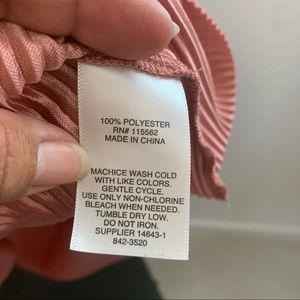 100% POLYESTER
RN# 115562
MADE IN CHINA
MACHICE WASH COLD
WITH LIKE COLORS.
GENTLE CYCLE.
USE ONLY NON-CHLORINE
BLEACH WHEN NEEDED.
TUMBLE DRY LOW.
DO NOT IRON.
SUPPLIER 14643-1
842-3520